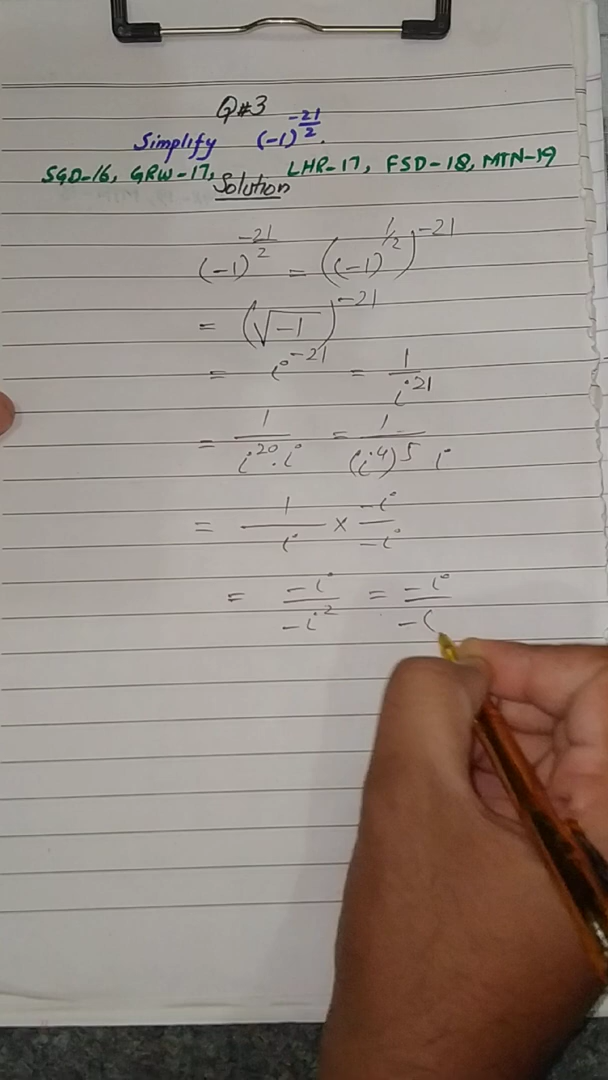 Q#3
Simplify (-1)^(-21/2).
SGD-16, GRW-17, LHR-17, FSD-18, MTN-19
Solution
(-1)^(-21/2) = ((-1)^(1/2))^(-21)
= (√-1)^(-21)
= i^(-21) = 1/i^21
= 1/(i^20 · i) = 1/((i^4)^5 i)
= 1/i × -i/-i
= -i/-i^2 = -i/-(